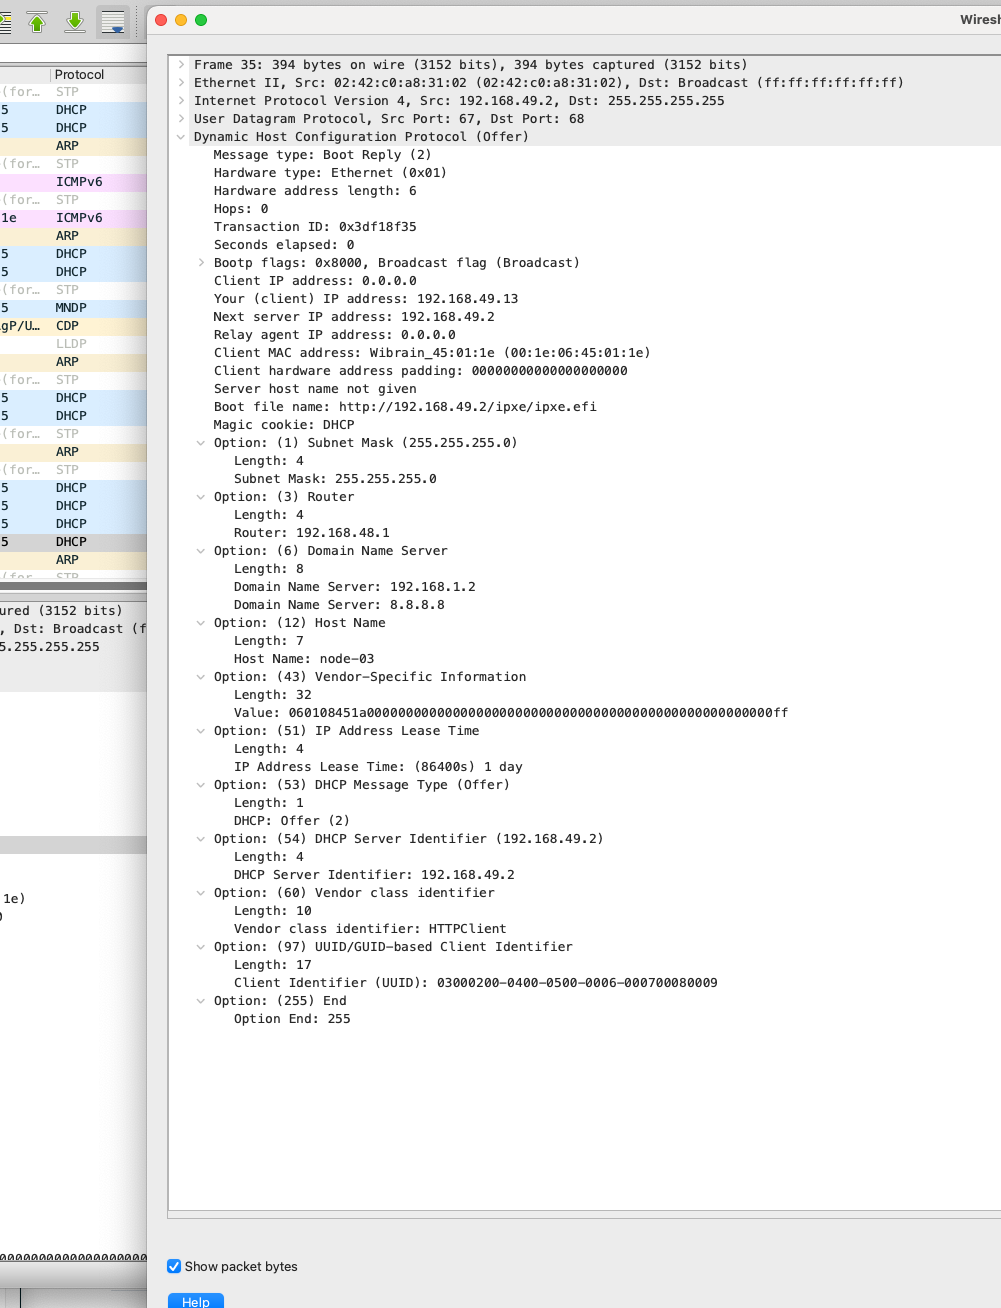 Protocol
(for… STP
5 DHCP
5 DHCP
ARP
(for… STP
ICMPv6
(for… STP
1e ICMPv6
ARP
5 DHCP
5 DHCP
(for… STP
5 MNDP
gP/U… CDP
LLDP
ARP
(for… STP
5 DHCP
5 DHCP
(for… STP
ARP
(for… STP
5 DHCP
5 DHCP
5 DHCP
5 DHCP
ARP
(for… STP
ured (3152 bits)
, Dst: Broadcast (f
5.255.255.255
1e)
Wiresh
Frame 35: 394 bytes on wire (3152 bits), 394 bytes captured (3152 bits)
Ethernet II, Src: 02:42:c0:a8:31:02 (02:42:c0:a8:31:02), Dst: Broadcast (ff:ff:ff:ff:ff:ff)
Internet Protocol Version 4, Src: 192.168.49.2, Dst: 255.255.255.255
User Datagram Protocol, Src Port: 67, Dst Port: 68
Dynamic Host Configuration Protocol (Offer)
Message type: Boot Reply (2)
Hardware type: Ethernet (0x01)
Hardware address length: 6
Hops: 0
Transaction ID: 0x3df18f35
Seconds elapsed: 0
Bootp flags: 0x8000, Broadcast flag (Broadcast)
Client IP address: 0.0.0.0
Your (client) IP address: 192.168.49.13
Next server IP address: 192.168.49.2
Relay agent IP address: 0.0.0.0
Client MAC address: Wibrain_45:01:1e (00:1e:06:45:01:1e)
Client hardware address padding: 00000000000000000000
Server host name not given
Boot file name: http://192.168.49.2/ipxe/ipxe.efi
Magic cookie: DHCP
Option: (1) Subnet Mask (255.255.255.0)
Length: 4
Subnet Mask: 255.255.255.0
Option: (3) Router
Length: 4
Router: 192.168.48.1
Option: (6) Domain Name Server
Length: 8
Domain Name Server: 192.168.1.2
Domain Name Server: 8.8.8.8
Option: (12) Host Name
Length: 7
Host Name: node-03
Option: (43) Vendor-Specific Information
Length: 32
Value: 060108451a0000000000000000000000000000000000000000000000000000ff
Option: (51) IP Address Lease Time
Length: 4
IP Address Lease Time: (86400s) 1 day
Option: (53) DHCP Message Type (Offer)
Length: 1
DHCP: Offer (2)
Option: (54) DHCP Server Identifier (192.168.49.2)
Length: 4
DHCP Server Identifier: 192.168.49.2
Option: (60) Vendor class identifier
Length: 10
Vendor class identifier: HTTPClient
Option: (97) UUID/GUID-based Client Identifier
Length: 17
Client Identifier (UUID): 03000200-0400-0500-0006-000700080009
Option: (255) End
Option End: 255
Show packet bytes
Help